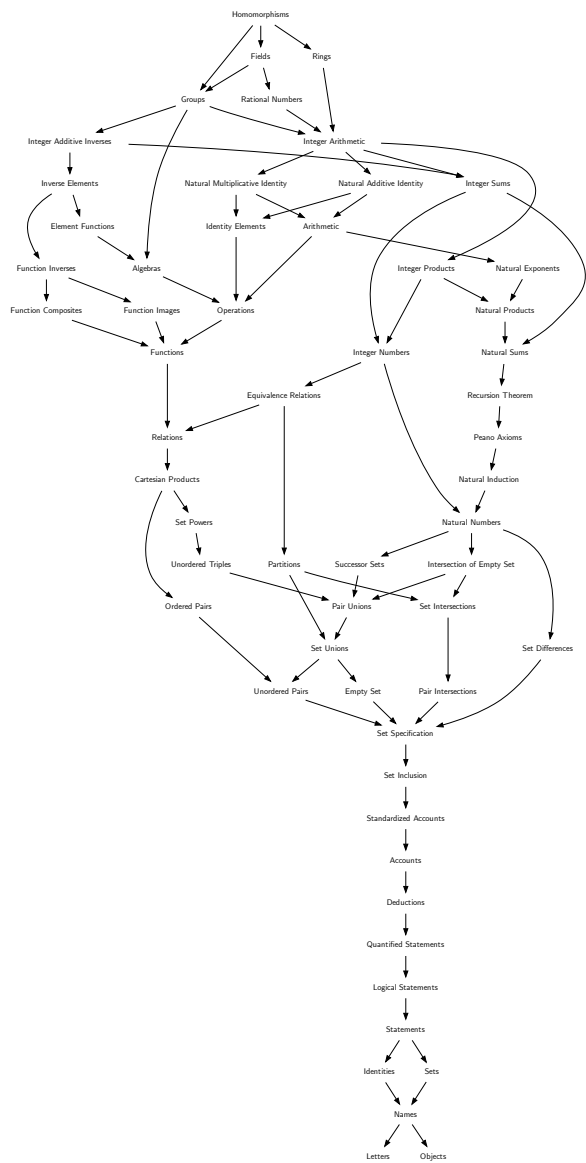 Homomorphisms
Fields
Rings
Groups
Rational Numbers
Integer Additive Inverses
Integer Arithmetic
Inverse Elements
Natural Multiplicative Identity
Natural Additive Identity
Integer Sums
Element Functions
Identity Elements
Arithmetic
Function Inverses
Algebras
Integer Products
Natural Exponents
Function Composites
Function Images
Operations
Natural Products
Functions
Integer Numbers
Natural Sums
Equivalence Relations
Recursion Theorem
Relations
Peano Axioms
Cartesian Products
Natural Induction
Set Powers
Natural Numbers
Unordered Triples
Partitions
Successor Sets
Intersection of Empty Set
Ordered Pairs
Pair Unions
Set Intersections
Set Unions
Set Differences
Unordered Pairs
Empty Set
Pair Intersections
Set Specification
Set Inclusion
Standardized Accounts
Accounts
Deductions
Quantified Statements
Logical Statements
Statements
Identities
Sets
Names
Letters
Objects